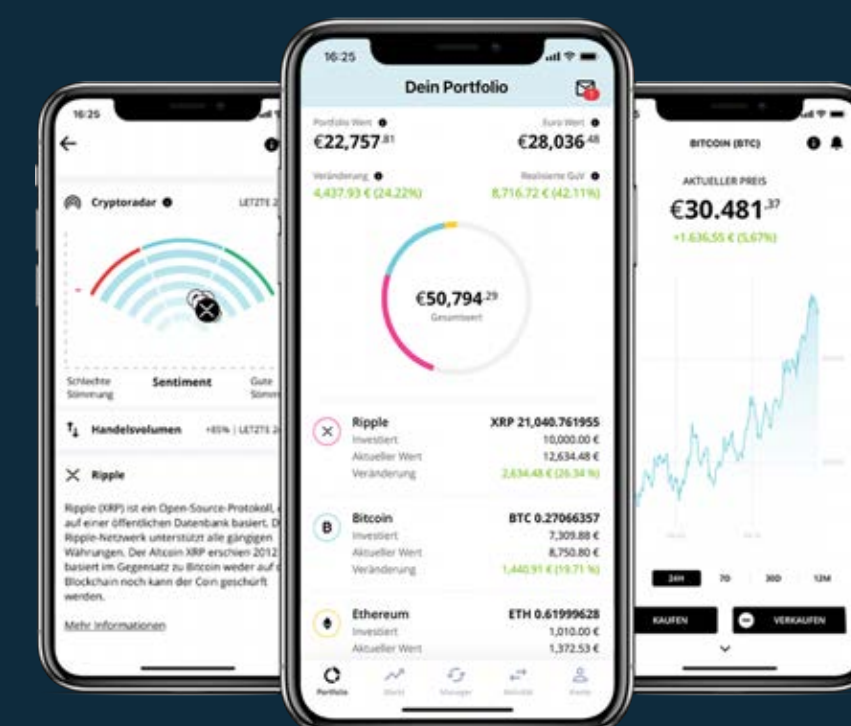 16:25
Cryptoradar
LETZTE 2
Schlechte
Stimmung
Sentiment
Gute
Stimm
Handelsvolumen
+85% | LETZTE 2
Ripple
Ripple (XRP) ist ein Open-Source-Protokoll,
auf einer öffentlichen Datenbank basiert. D
Ripple-Netzwerk unterstützt alle gängigen
Währungen. Der Altcoin XRP erschien 2012
basiert im Gegensatz zu Bitcoin weder auf
Blockchain noch kann der Coin geschürft
werden.
Mehr Informationen
16:25
Dein Portfolio
1
Portfolio Wert
Euro Wert
€22,757.81
€28,036.48
Veränderung
Realisierte GuV
4,437.93 € (24.22%)
8,716.72 € (42.11%)
€50,794.29
Gesamtwert
Ripple
XRP 21,040.761955
Investiert
10,000.00 €
Aktueller Wert
12,634.48 €
Veränderung
2,634.48 € (26.34 %)
Bitcoin
BTC 0.27066357
Investiert
7,309.88 €
Aktueller Wert
8,750.80 €
Veränderung
1,440.91 € (19.71 %)
Ethereum
ETH 0.61999628
Investiert
1,010.00 €
Aktueller Wert
1,372.53 €
Portfolio
Markt
Manager
Aktivität
Konto
BITCOIN (BTC)
AKTUELLER PREIS
€30.481,37
+1.636,55 € (5,67%)
24H
7D
30D
12M
KAUFEN
VERKAUFEN